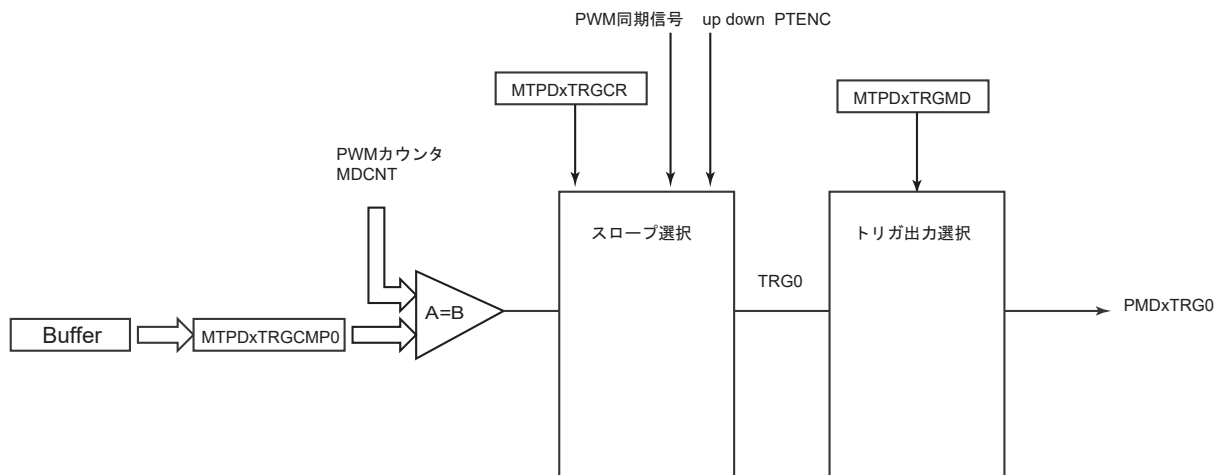 PWM同期信号 up down PTENC
MTPDxTRGCR
MTPDxTRGMD
PWMカウンタ
MDCNT
スロープ選択
トリガ出力選択
TRG0
A=B
PMDxTRG0
Buffer
MTPDxTRGCMP0